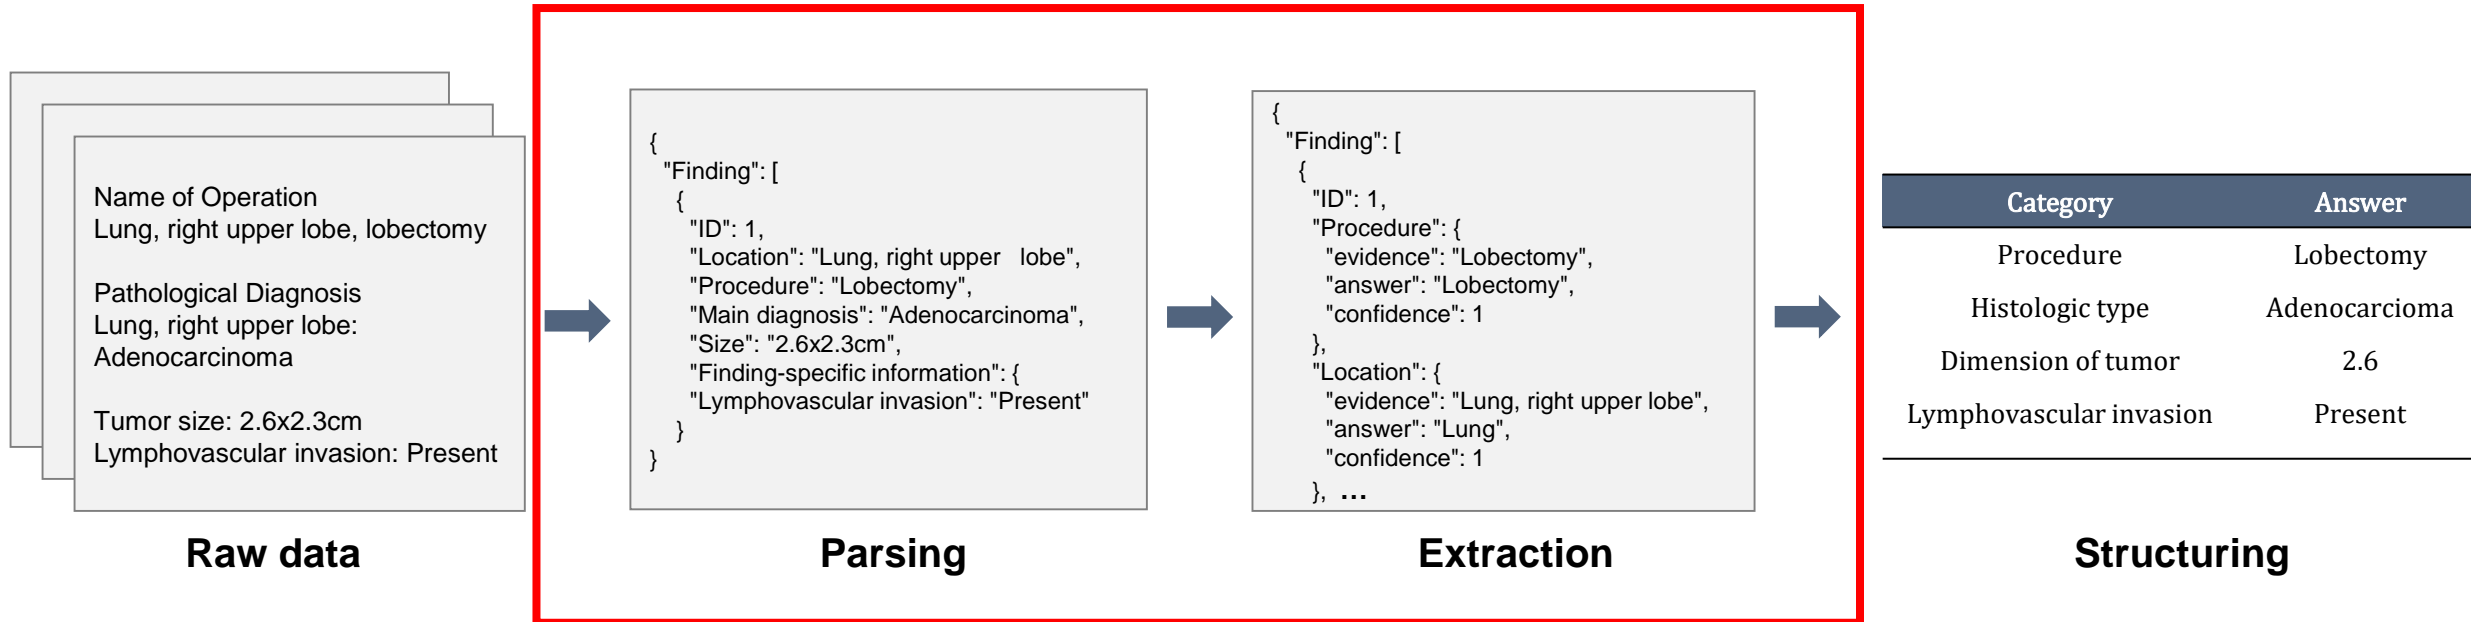 Name of Operation
Lung, right upper lobe, lobectomy
Pathological Diagnosis
Lung, right upper lobe:
Adenocarcinoma
Tumor size: 2.6x2.3cm
Lymphovascular invasion: Present
Raw data
{
"Finding": [
{
"ID": 1,
"Location": "Lung, right upper lobe",
"Procedure": "Lobectomy",
"Main diagnosis": "Adenocarcinoma",
"Size": "2.6x2.3cm",
"Finding-specific information": {
"Lymphovascular invasion": "Present"
}
}
Parsing
{
"Finding": [
{
"ID": 1,
"Procedure": {
"evidence": "Lobectomy",
"answer": "Lobectomy",
"confidence": 1
},
"Location": {
"evidence": "Lung, right upper lobe",
"answer": "Lung",
"confidence": 1
}, ...
Extraction
Category Answer
Procedure Lobectomy
Histologic type Adenocarcioma
Dimension of tumor 2.6
Lymphovascular invasion Present
Structuring